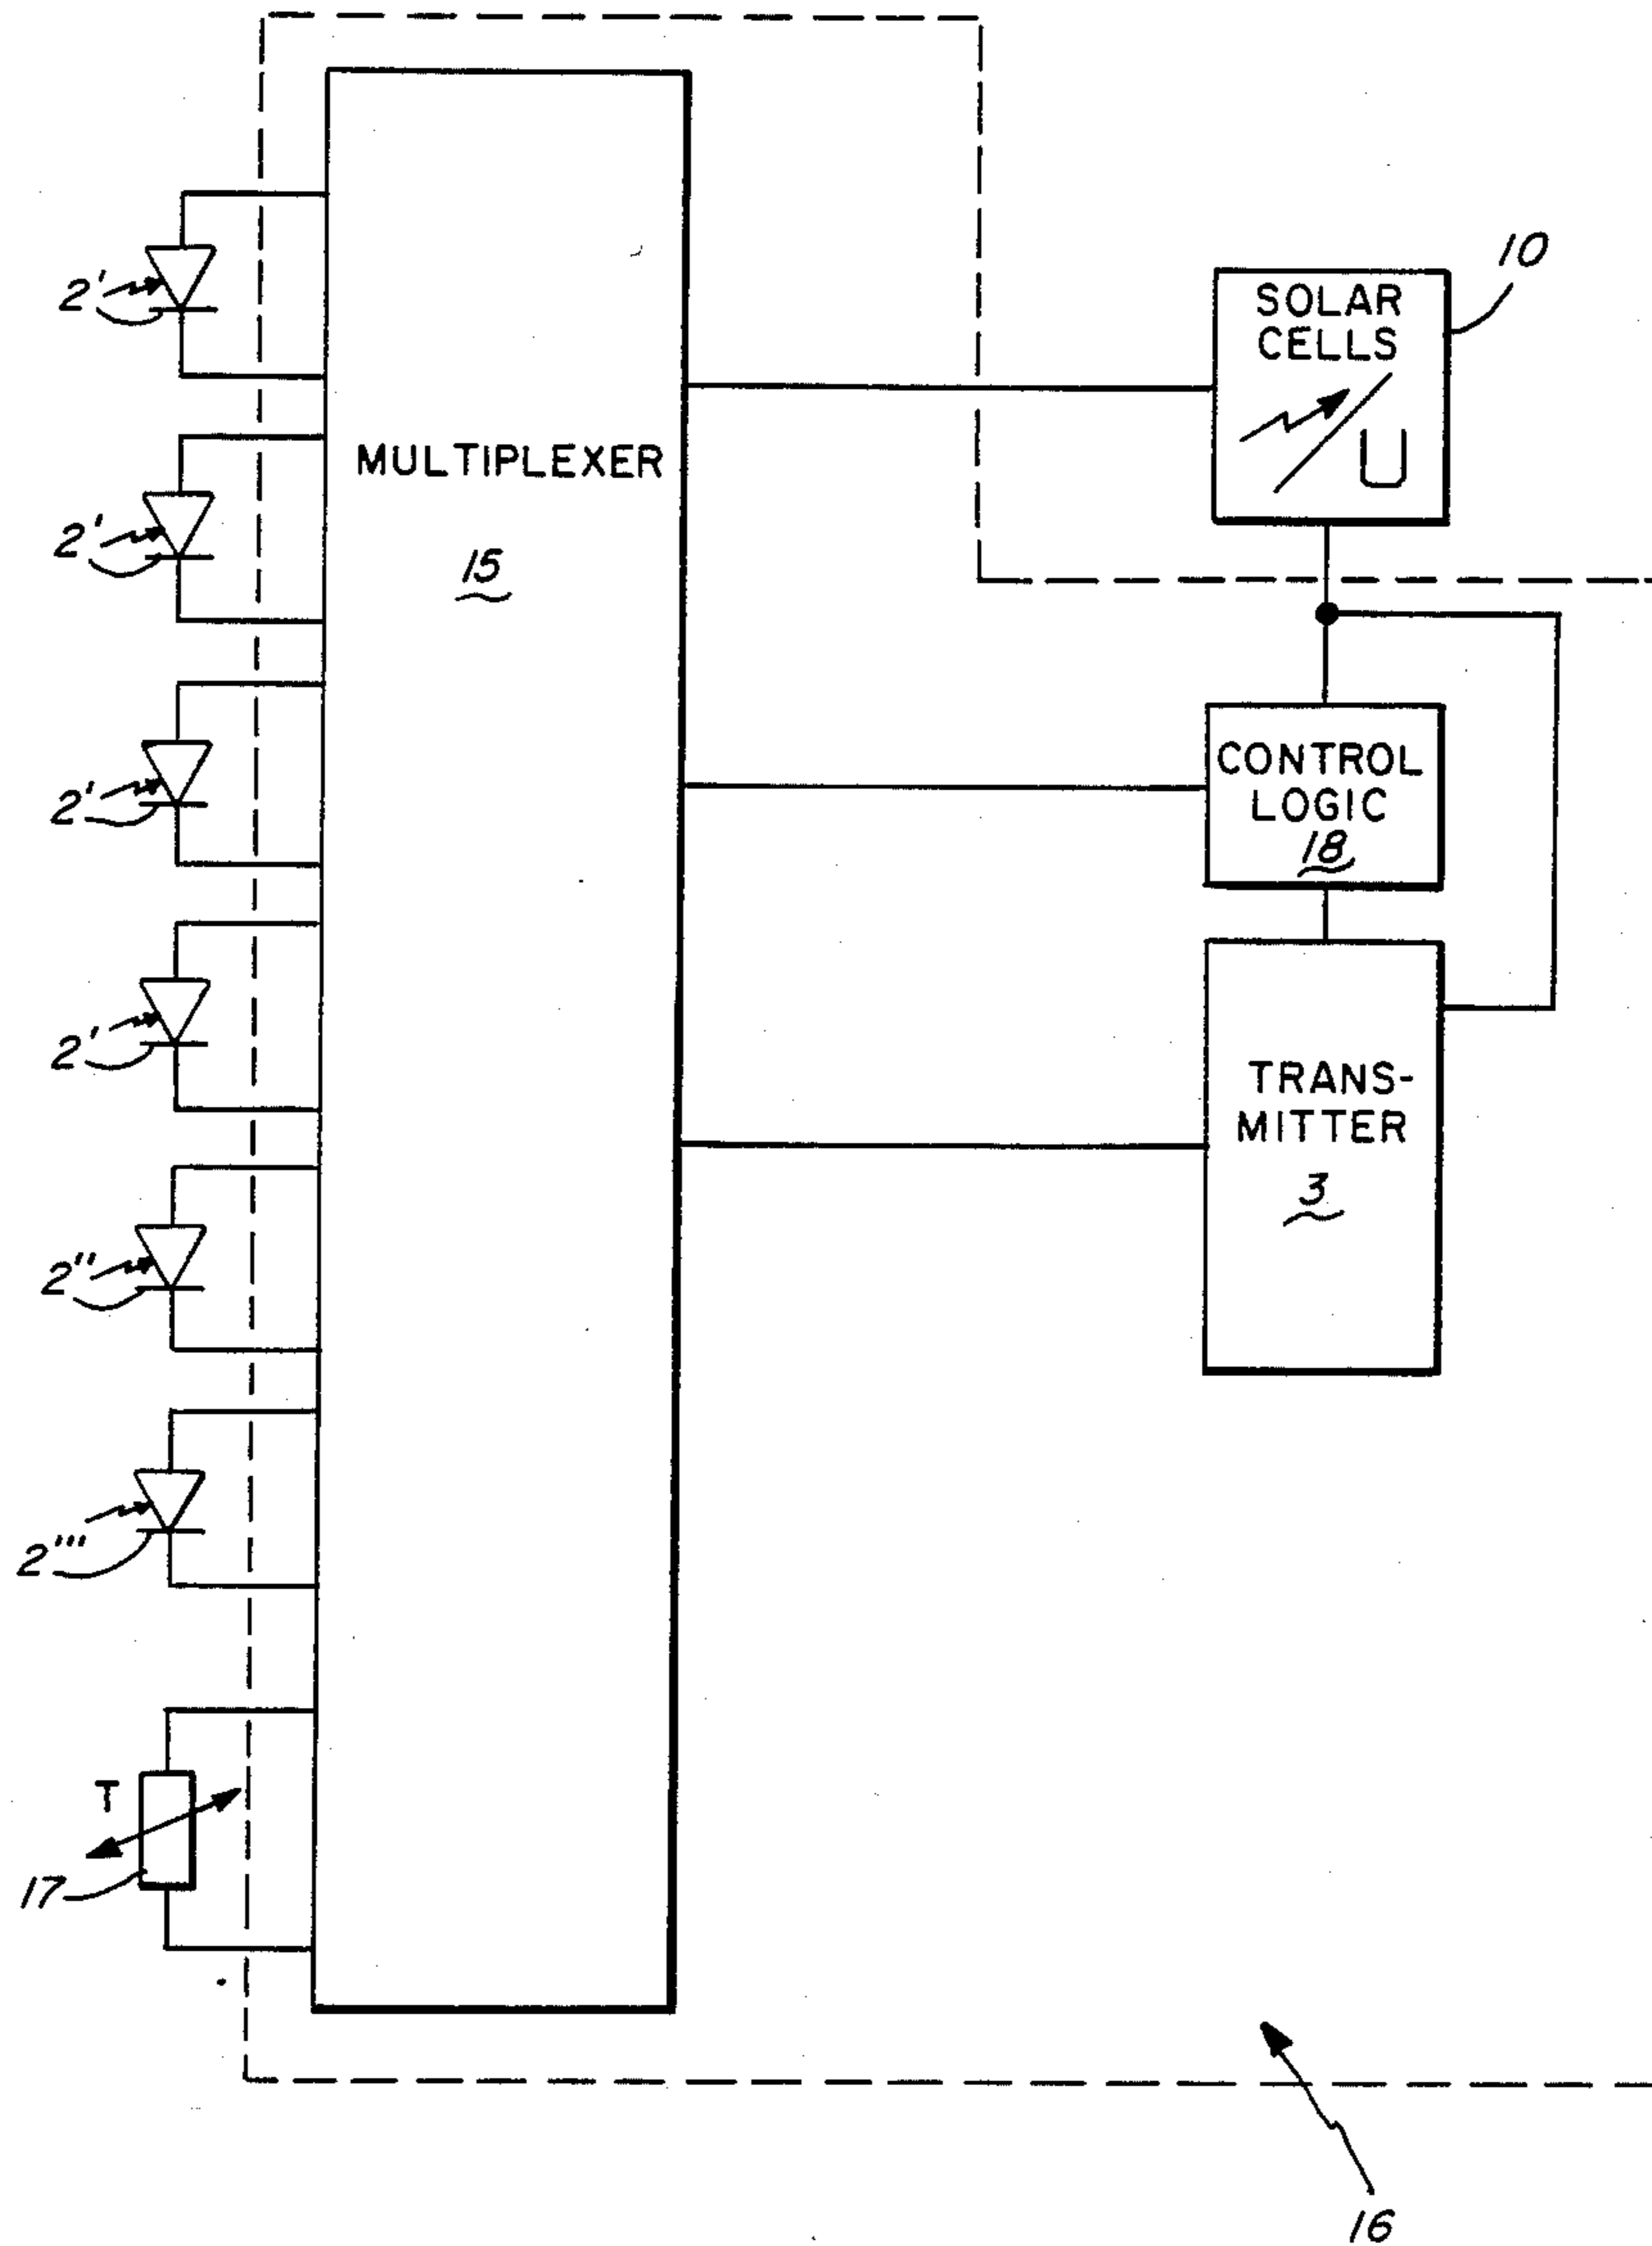 10
SOLAR
CELLS
U
2'
MULTIPLEXER
15
2'
CONTROL
LOGIC
18
2'
2'
TRANS-
MITTER
3
2''
2'''
T
17
16